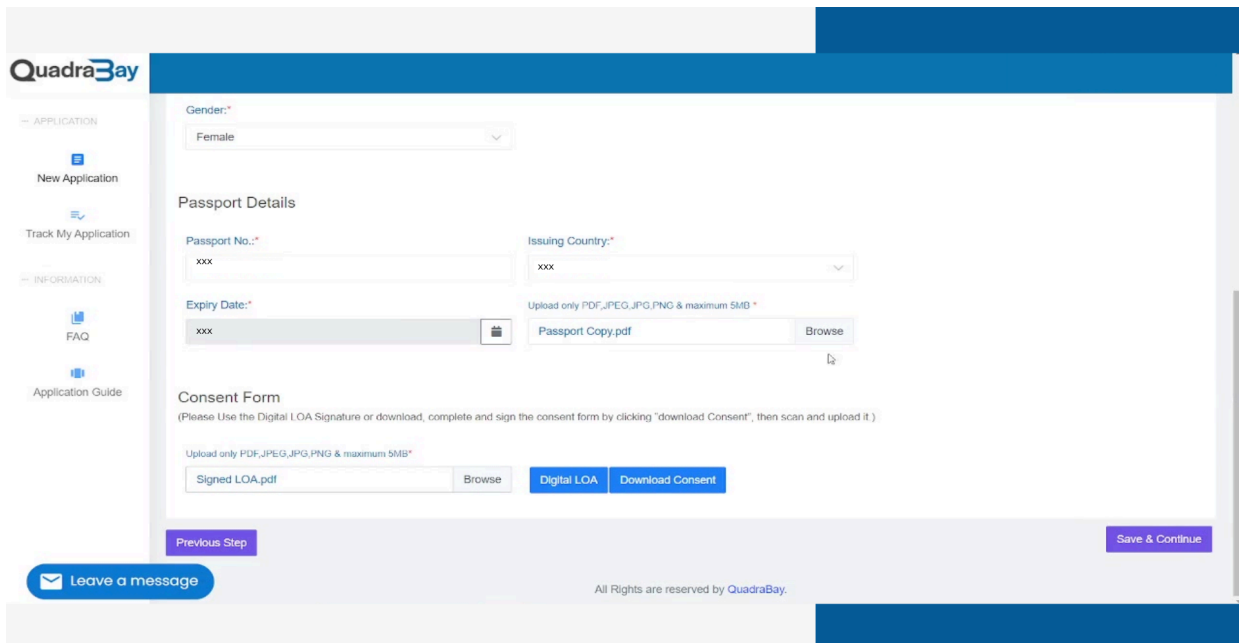 QuadraBay
— APPLICATION
New Application
Track My Application
— INFORMATION
FAQ
Application Guide
Gender:*
Female
Passport Details
Passport No.:*
Issuing Country:*
xxx
xxx
Expiry Date:*
Upload only PDF,JPEG,JPG,PNG & maximum 5MB *
xxx
Passport Copy.pdf
Browse
Consent Form
(Please Use the Digital LOA Signature or download, complete and sign the consent form by clicking "download Consent", then scan and upload it.)
Upload only PDF,JPEG,JPG,PNG & maximum 5MB*
Signed LOA.pdf
Browse
Digital LOA
Download Consent
Previous Step
Save & Continue
Leave a message
All Rights are reserved by QuadraBay.